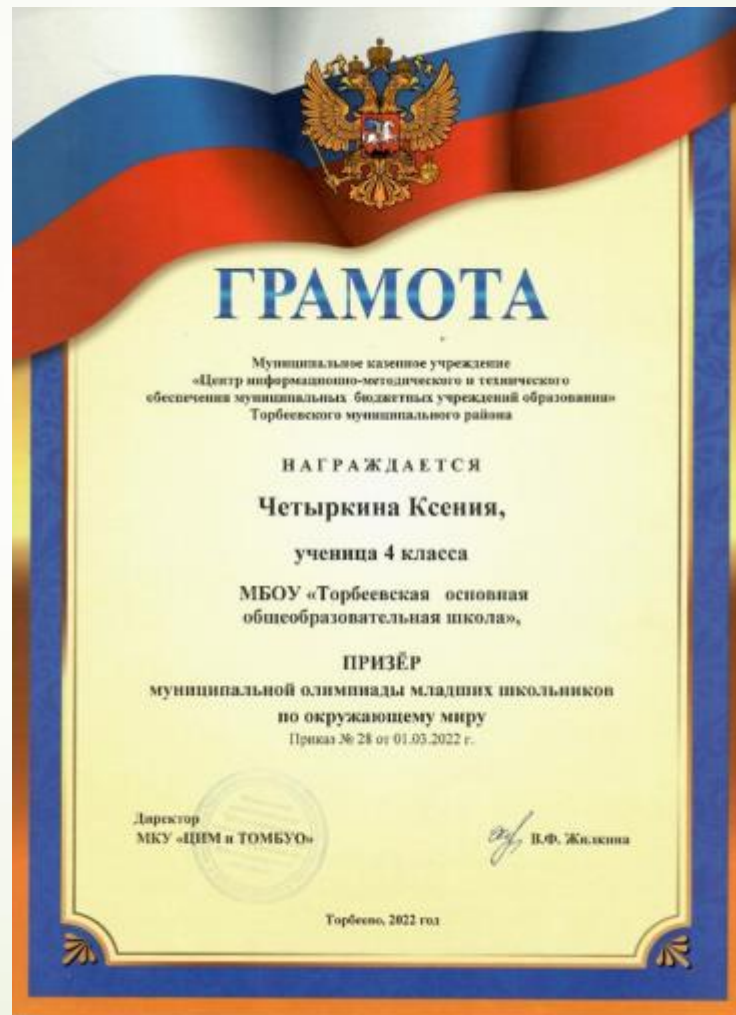 ГРАМОТА
Муниципальное казенное учреждение
«Центр информационно-методического и технического
обеспечения муниципальных бюджетных учреждений образования»
Торбеевского муниципального района
НАГРАЖДАЕТСЯ
Четыркина Ксения,
ученица 4 класса
МБОУ «Торбеевская основная
общеобразовательная школа»,
ПРИЗЁР
муниципальной олимпиады младших школьников
по окружающему миру
Приказ № 28 от 01.03.2022 г.
Директор
МКУ «ЦИМ и ТОМБУО»
В.Ф. Жилкина
Торбеево, 2022 год